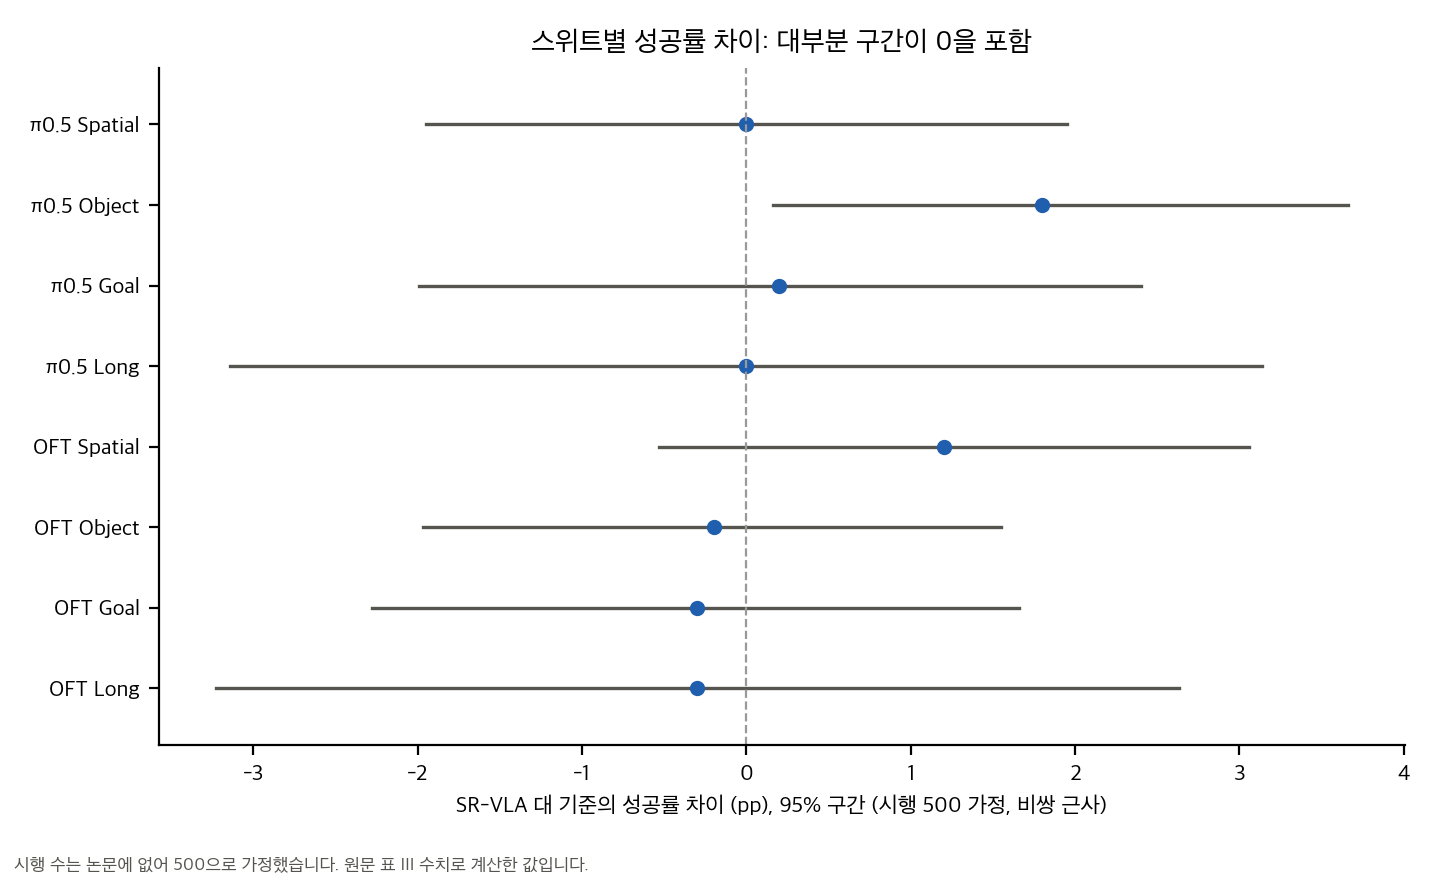 스위트별 성공률 차이: 대부분 구간이 0을 포함
π0.5 Spatial
π0.5 Object
π0.5 Goal
π0.5 Long
OFT Spatial
OFT Object
OFT Goal
OFT Long
-3 -2 -1 0 1 2 3 4
SR-VLA 대 기준의 성공률 차이 (pp), 95% 구간 (시행 500 가정, 비쌍 근사)
시행 수는 논문에 없어 500으로 가정했습니다. 원문 표 III 수치로 계산한 값입니다.